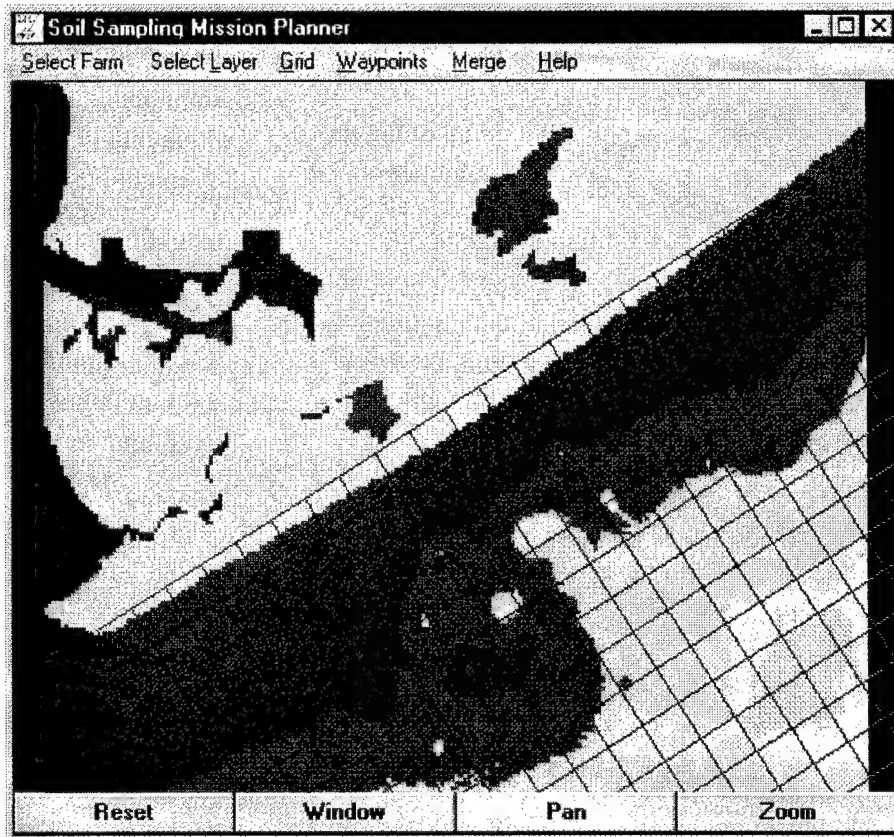 Soil Sampling Mission Planner
Select Farm Select Layer Grid Waypoints Merge Help
Reset Window Pan Zoom